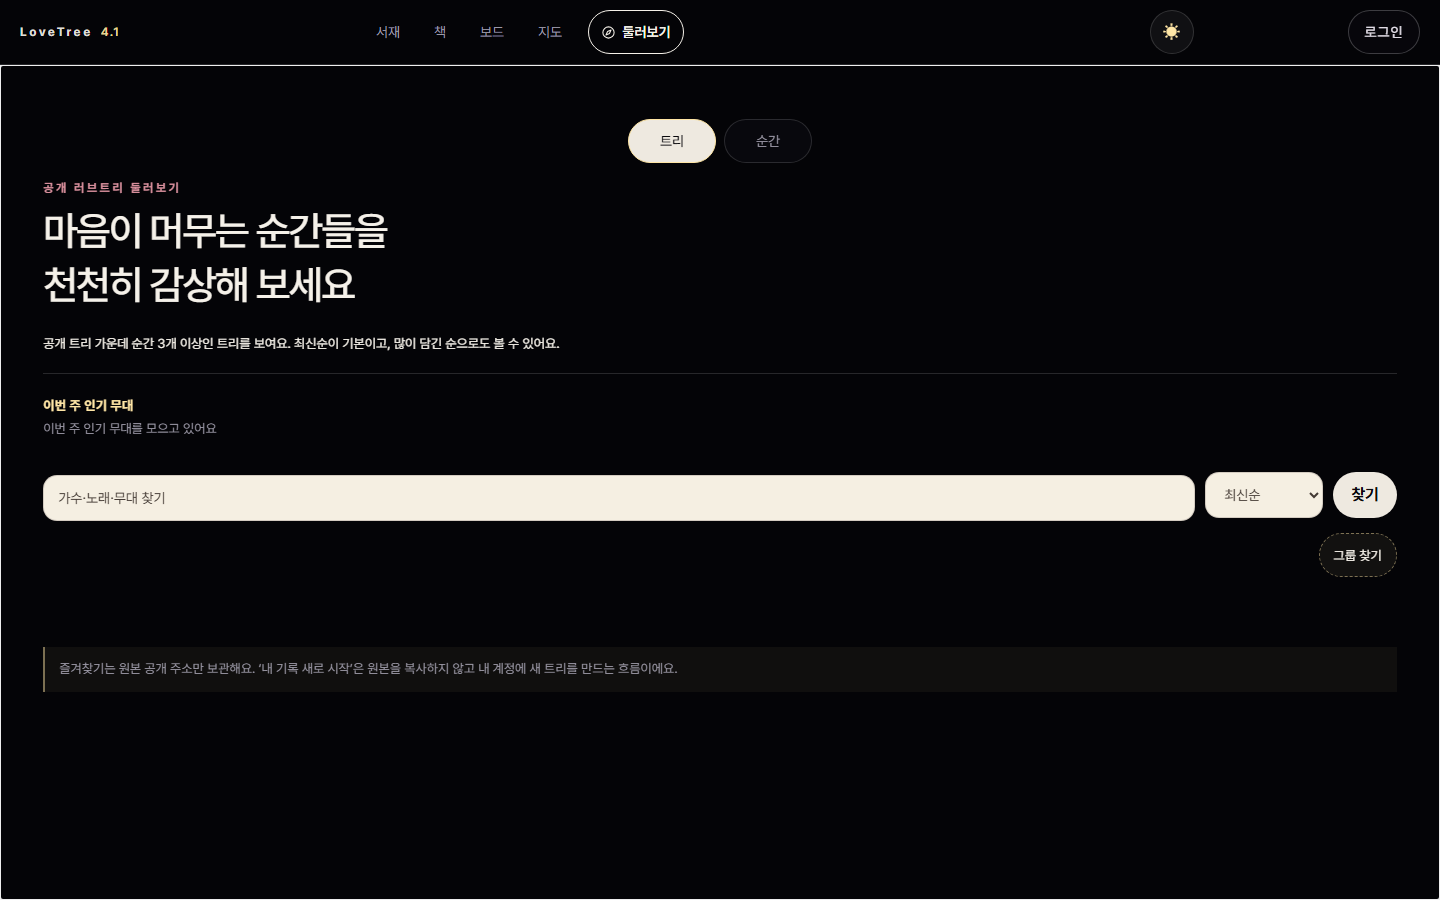 LoveTree 4.1
서재
책
보드
지도
둘러보기
로그인
트리
순간
공개 러브트리 둘러보기
마음이 머무는 순간들을
천천히 감상해 보세요
공개 트리 가운데 순간 3개 이상인 트리를 보여요. 최신순이 기본이고, 많이 담긴 순으로도 볼 수 있어요.
이번 주 인기 무대
이번 주 인기 무대를 모으고 있어요
가수·노래·무대 찾기
최신순
찾기
그룹 찾기
즐겨찾기는 원본 공개 주소만 보관해요. ‘내 기록 새로 시작’은 원본을 복사하지 않고 내 계정에 새 트리를 만드는 흐름이에요.